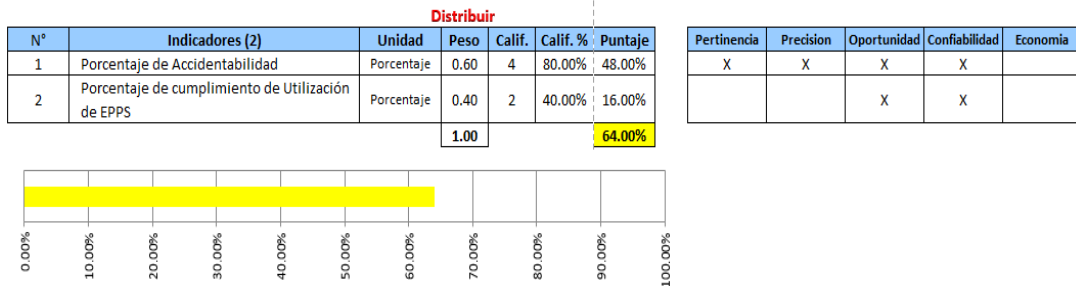 Distribuir
N° Indicadores (2) Unidad Peso Calif. Calif. % Puntaje Pertinencia Precision Oportunidad Confiabilidad Economia
1 Porcentaje de Accidentabilidad Porcentaje 0.60 4 80.00% 48.00% X X X X
2 Porcentaje de cumplimiento de Utilización de EPPS Porcentaje 0.40 2 40.00% 16.00% X X
1.00 64.00%
0.00% 10.00% 20.00% 30.00% 40.00% 50.00% 60.00% 70.00% 80.00% 90.00% 100.00%